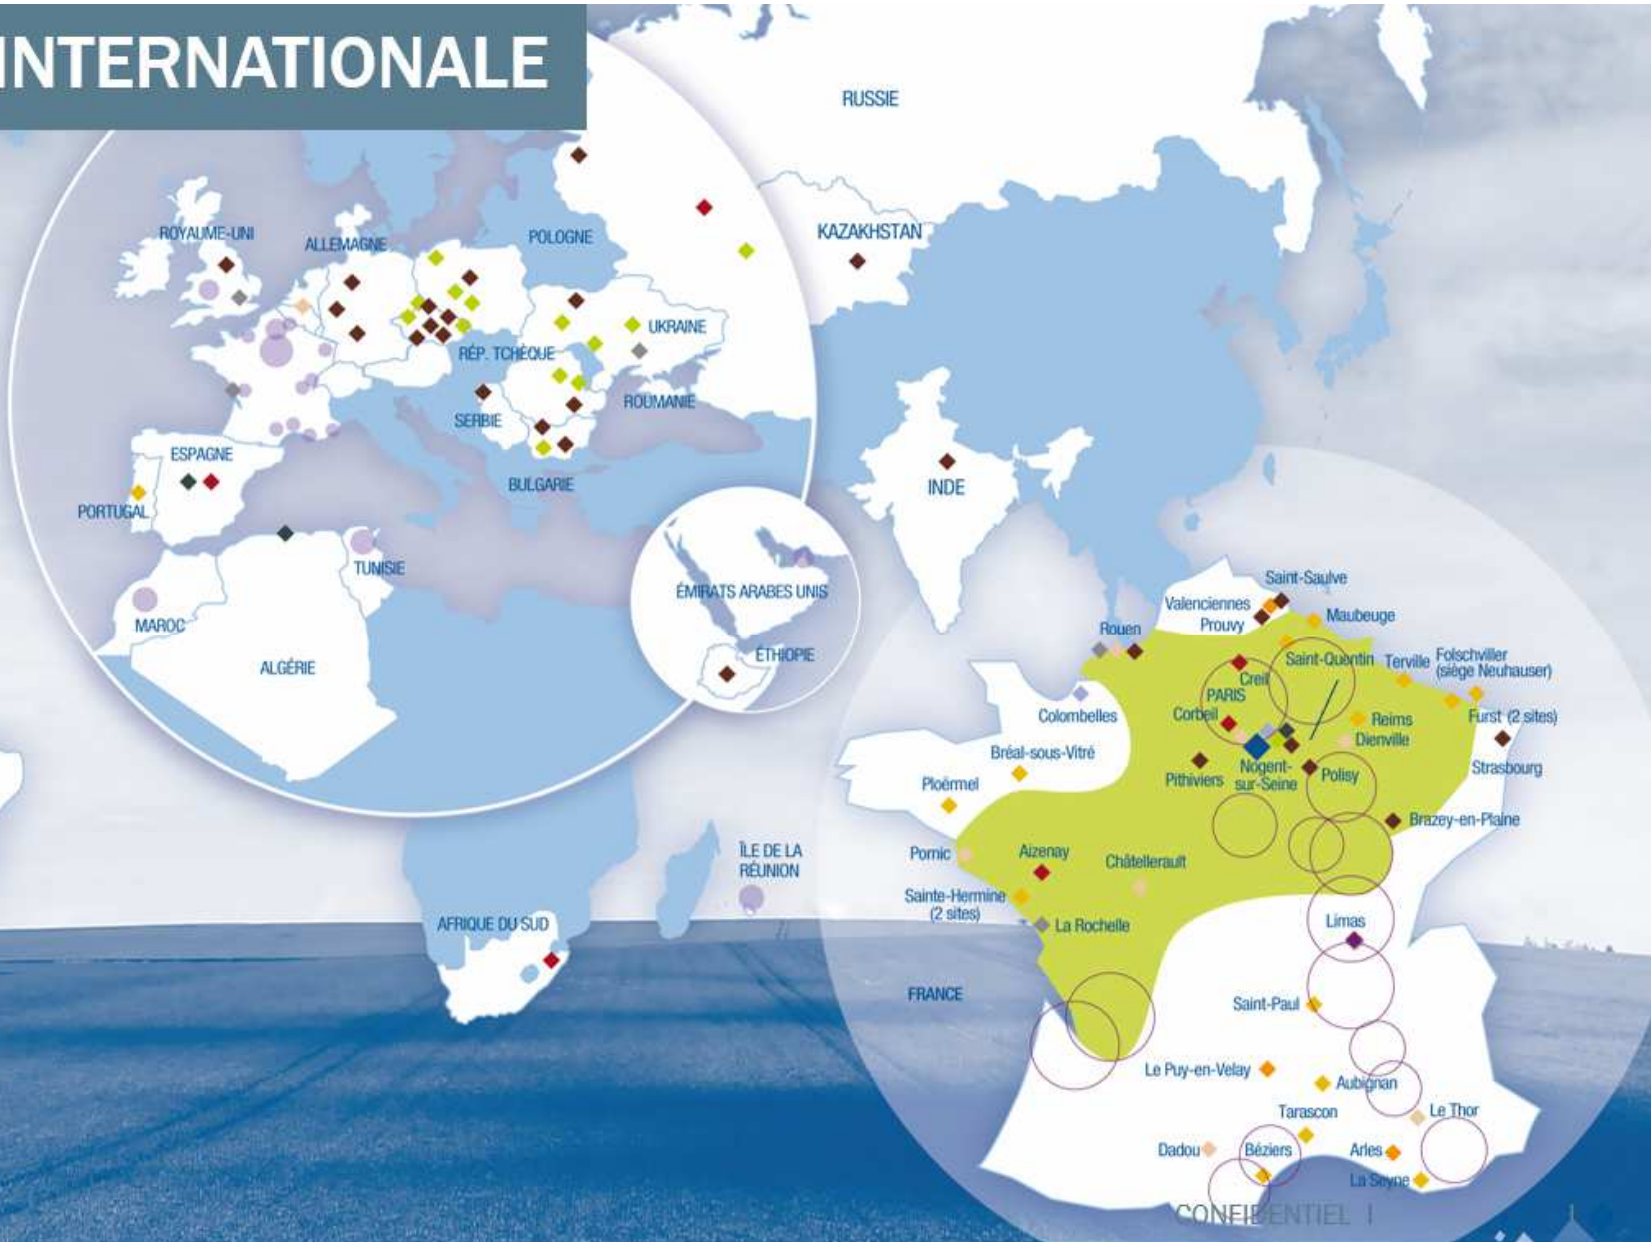 INTERNATIONALE
RUSSIE
ROYAUME-UNI
ALLEMAGNE
POLOGNE
KAZAKHSTAN
UKRAINE
RÉP. TCHÈQUE
ROUMANIE
SERBIE
ESPAGNE
BULGARIE
INDE
PORTUGAL
TUNISIE
ÉMIRATS ARABES UNIS
MAROC
ÉTHIOPIE
ALGÉRIE
ÎLE DE LA
RÉUNION
AFRIQUE DU SUD
FRANCE
Saint-Saulve
Valenciennes
Prouvy
Maubeuge
Rouen
Saint-Quentin
Terville
Folschviller
(siège Neuhauser)
Creil
PARIS
Colombelles
Corbeil
Reims
Furst (2 sites)
Dienville
Bréal-sous-Vitré
Strasbourg
Ploërmel
Pithiviers
Nogent-
sur-Seine
Polisy
Brazey-en-Plaine
Pornic
Aizenay
Châtellerault
Sainte-Hermine
(2 sites)
La Rochelle
Limas
Saint-Paul
Le Puy-en-Velay
Aubignan
Tarascon
Le Thor
Dadou
Béziers
Arles
La Seyne
CONFIDENTIEL |